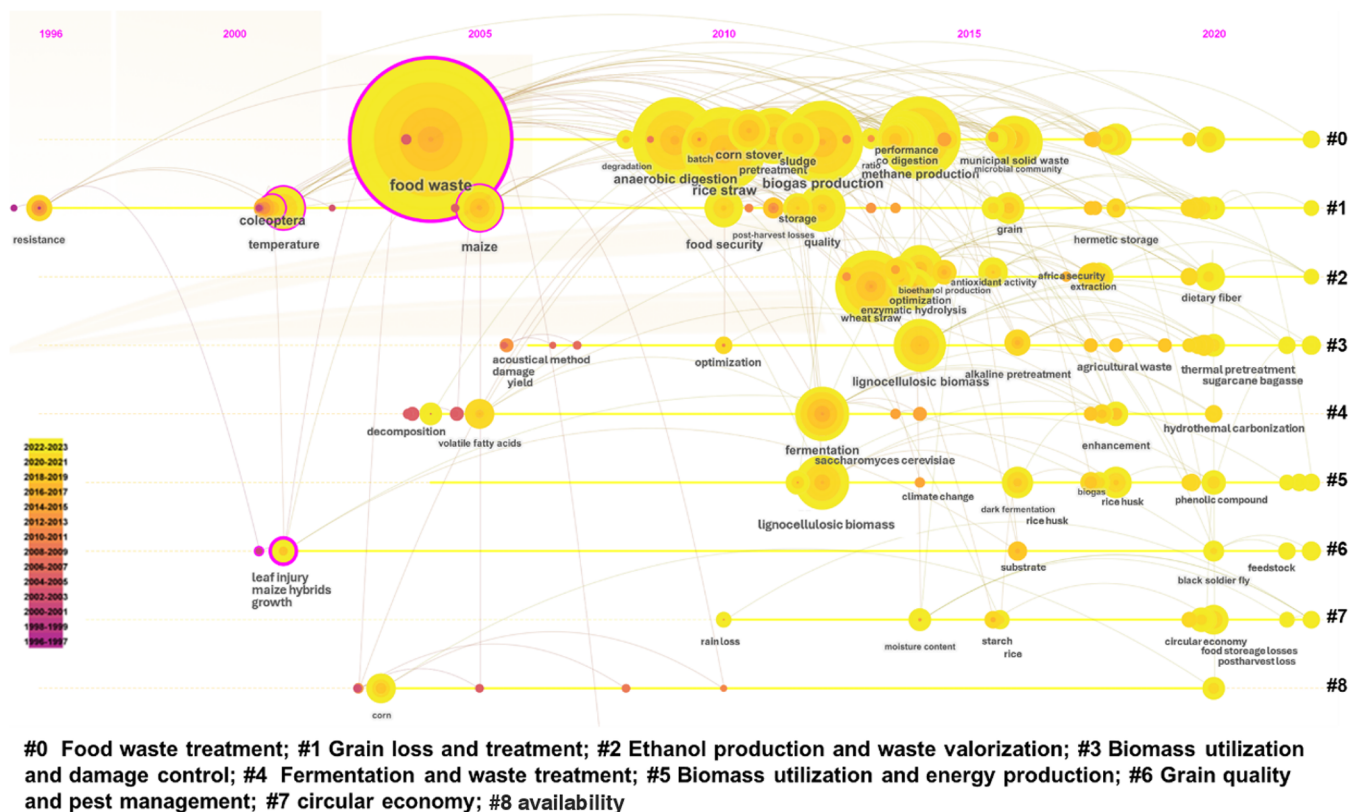 1996 2000 2005 2010 2015 2020
food waste
degradation
batch
corn stover
anaerobic digestion
pretreatment
sludge
rice straw
biogas production
ratio
performance
co digestion
methane production
municipal solid waste
microbial community
#0
resistance
coleoptera
temperature
maize
food security
post-harvest losses
storage
quality
grain
hermetic storage
#1
wheat straw
enzymatic hydrolysis
optimization
bioethanol production
antioxidant activity
africa security
extraction
dietary fiber
#2
acoustical method
damage
yield
optimization
lignocellulosic biomass
alkaline pretreatment
agricultural waste
thermal pretreatment
sugarcane bagasse
#3
decomposition
volatile fatty acids
fermentation
saccharomyces cerevisiae
enhancement
hydrothemal carbonization
#4
lignocellulosic biomass
climate change
dark fermentation
rice husk
biogas
rice husk
phenolic compound
#5
leaf injury
maize hybrids
growth
substrate
black soldier fly
feedstock
#6
rain loss
moisture content
starch
rice
circular economy
food storeage losses
postharvest loss
#7
corn
#8
2022-2023
2020-2021
2018-2019
2016-2017
2014-2015
2012-2013
2010-2011
2008-2009
2006-2007
2004-2005
2002-2003
2000-2001
1998-1999
1996-1997
#0 Food waste treatment; #1 Grain loss and treatment; #2 Ethanol production and waste valorization; #3 Biomass utilization
and damage control; #4 Fermentation and waste treatment; #5 Biomass utilization and energy production; #6 Grain quality
and pest management; #7 circular economy; #8 availability